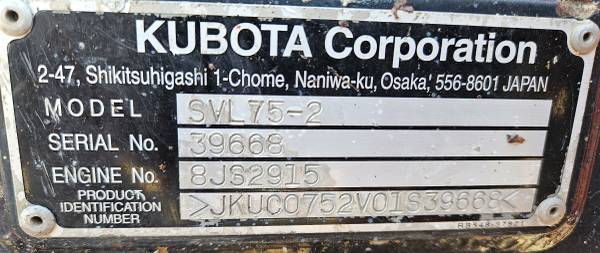 KUBOTA Corporation
2-47, Shikitsuhigashi 1-Chome, Naniwa-ku, Osaka, 556-8601 JAPAN
MODEL SVL75-2
SERIAL No. 39668
ENGINE No. 8JS2915
PRODUCT IDENTIFICATION NUMBER >JKUC0752V01S39668<